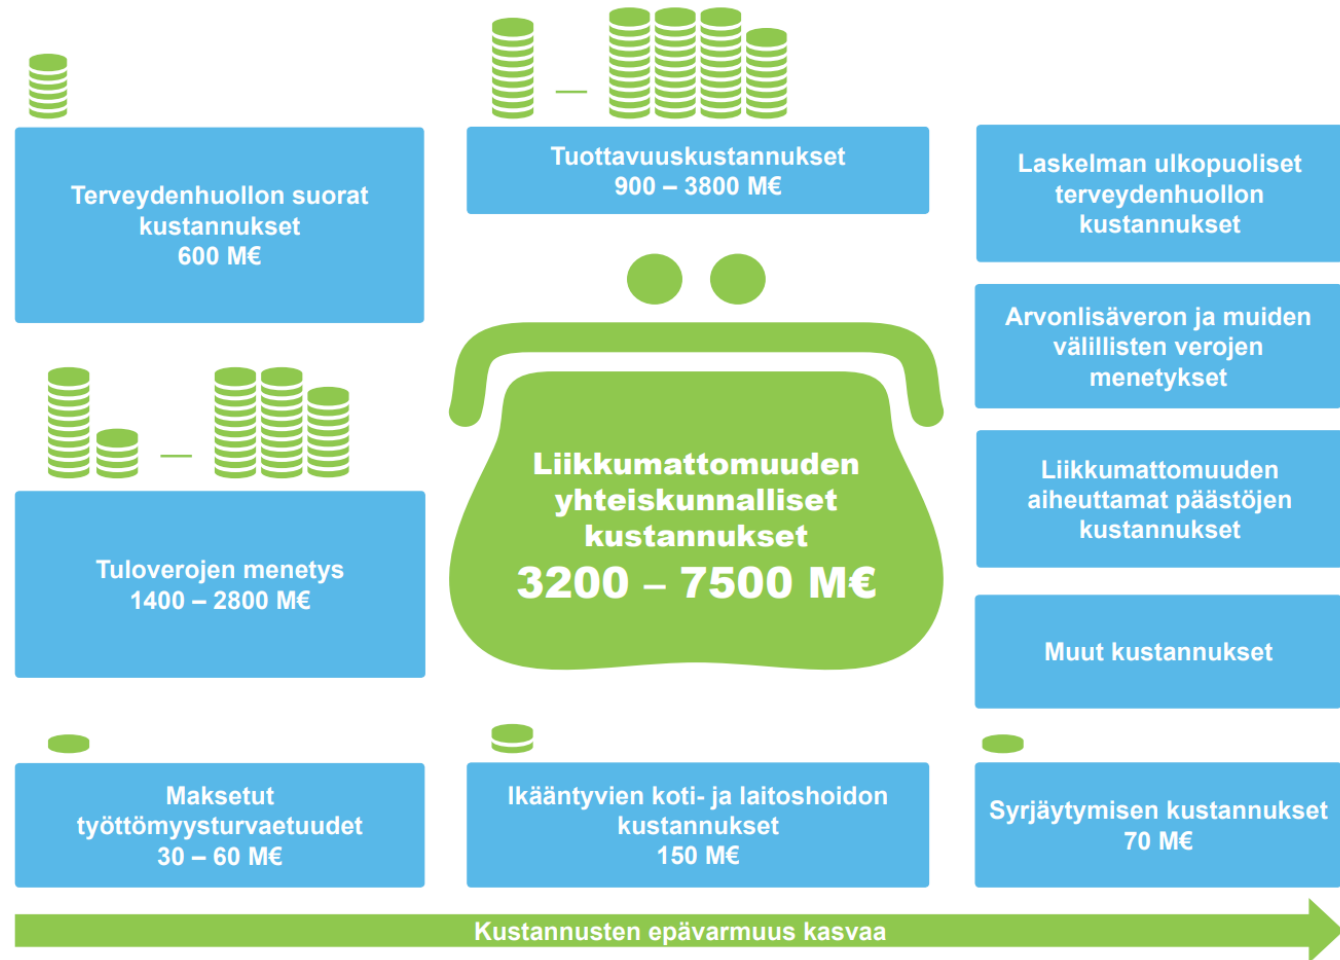 Terveydenhuollon suorat
kustannukset
600 M€
Tuottavuuskustannukset
900 – 3800 M€
Laskelman ulkopuoliset
terveydenhuollon
kustannukset
Arvonlisäveron ja muiden
välillisten verojen
menetykset
Liikkumattomuuden
yhteiskunnalliset
kustannukset
3200 – 7500 M€
Liikkumattomuuden
aiheuttamat päästöjen
kustannukset
Tuloverojen menetys
1400 – 2800 M€
Muut kustannukset
Maksetut
työttömyysturvaetuudet
30 – 60 M€
Ikääntyvien koti- ja laitoshoidon
kustannukset
150 M€
Syrjäytymisen kustannukset
70 M€
Kustannusten epävarmuus kasvaa